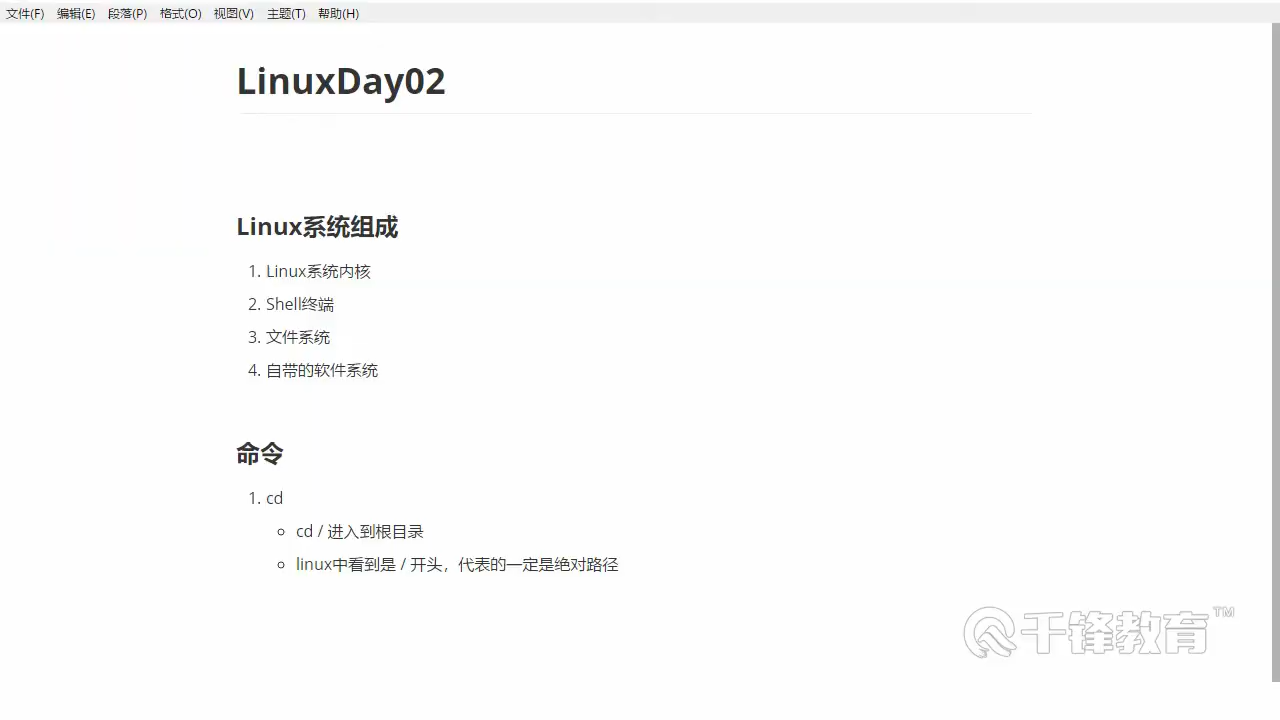 文件(F) 编辑(E) 段落(P) 格式(O) 视图(V) 主题(T) 帮助(H)
LinuxDay02
Linux系统组成
1. Linux系统内核
2. Shell终端
3. 文件系统
4. 自带的软件系统
命令
1. cd
cd / 进入到根目录
linux中看到是 / 开头，代表的一定是绝对路径
千锋教育™